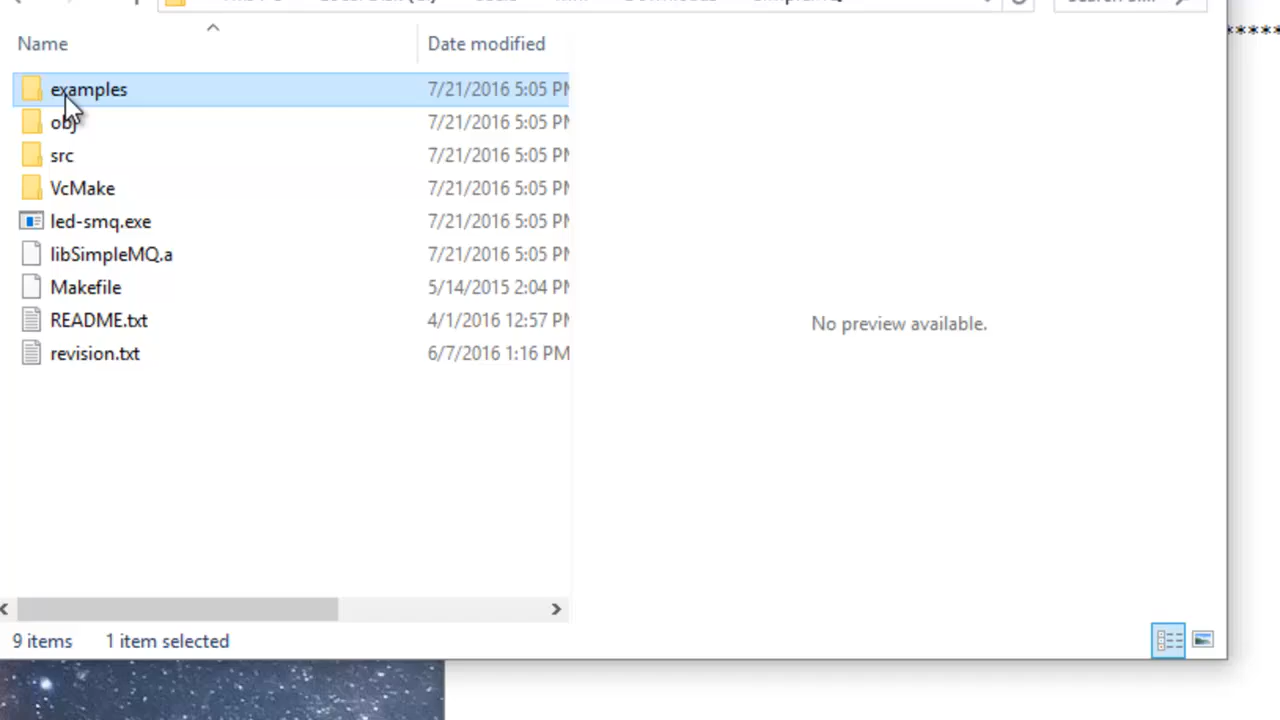 Name
Date modified
examples
7/21/2016 5:05 PM
obj
7/21/2016 5:05 PM
src
7/21/2016 5:05 PM
VcMake
7/21/2016 5:05 PM
led-smq.exe
7/21/2016 5:05 PM
libSimpleMQ.a
7/21/2016 5:05 PM
Makefile
5/14/2015 2:04 PM
README.txt
4/1/2016 12:57 PM
revision.txt
6/7/2016 1:16 PM
No preview available.
9 items 1 item selected
*****